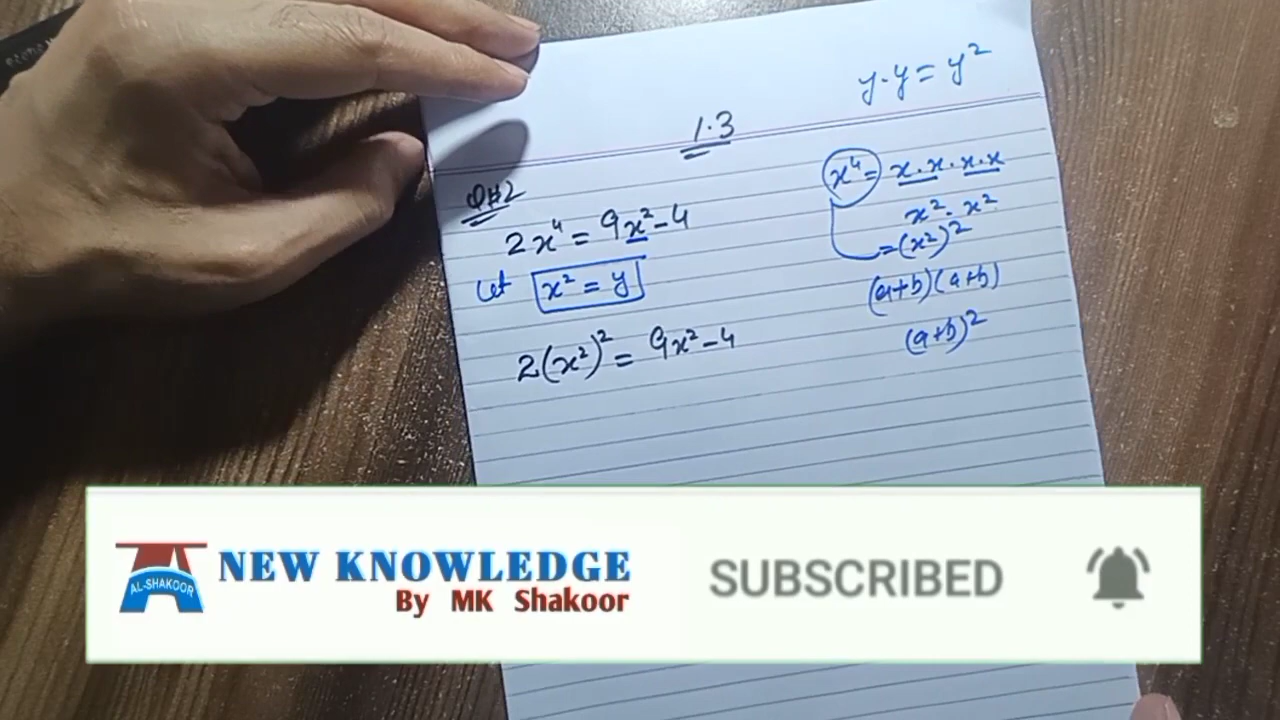 y·y = y²
1·3
Q#2
2x⁴ = 9x² - 4
Let x² = y
2(x²)² = 9x² - 4
x⁴ = x·x·x·x
x²·x²
= (x²)²
(a+b)(a+b)
(a+b)²
AL-SHAKOOR
NEW KNOWLEDGE
By MK Shakoor
SUBSCRIBED